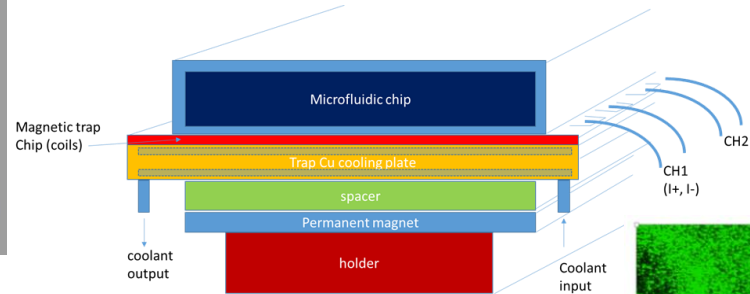 Microfluidic chip
Magnetic trap
Chip (coils)
Trap Cu cooling plate
CH2
CH1
(I+, I-)
spacer
Permanent magnet
coolant
output
holder
Coolant
input